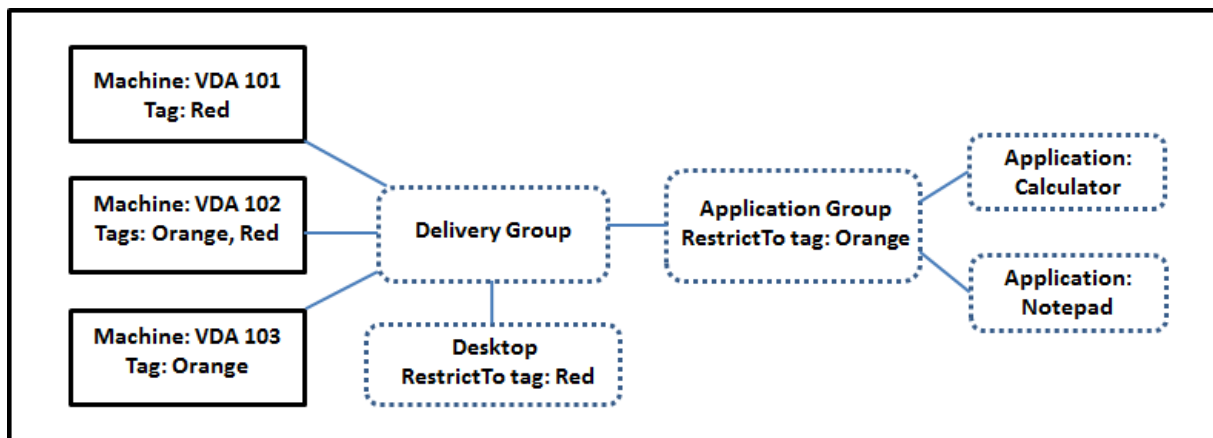 Machine: VDA 101
Tag: Red
Machine: VDA 102
Tags: Orange, Red
Machine: VDA 103
Tag: Orange
Delivery Group
Desktop
RestrictTo tag: Red
Application Group
RestrictTo tag: Orange
Application:
Calculator
Application:
Notepad